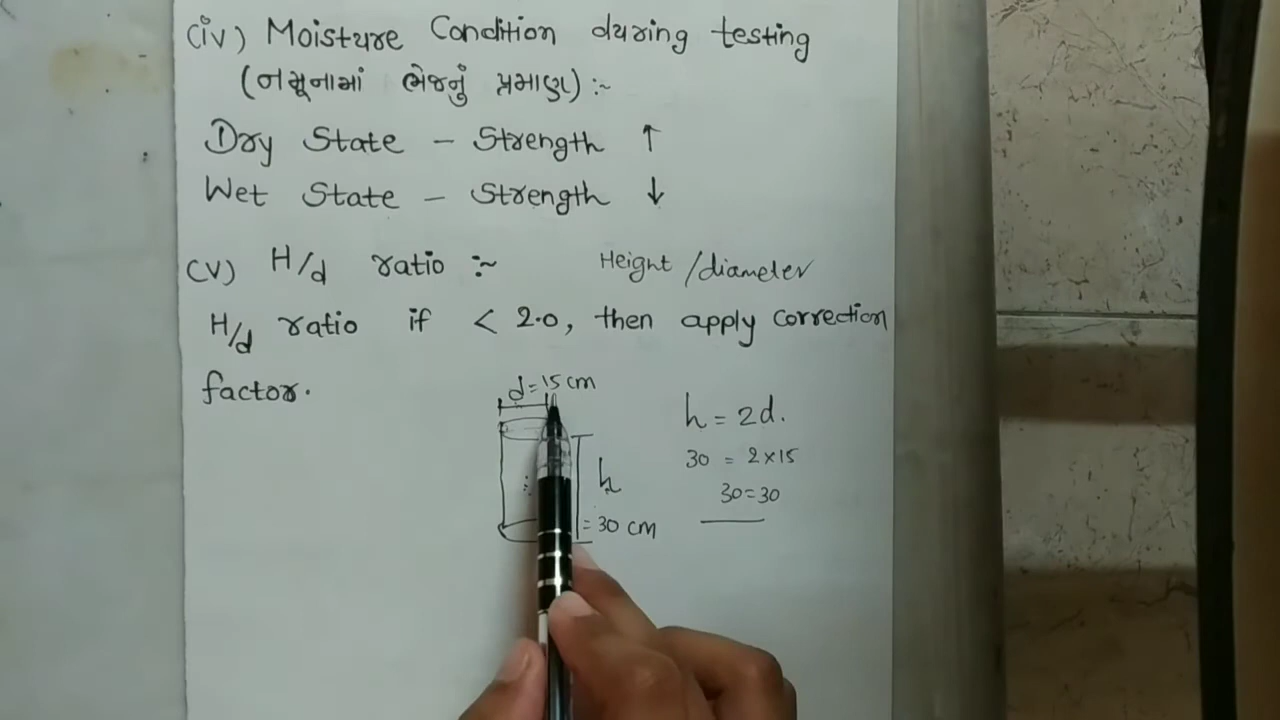 (iv) Moisture Condition during testing
(નમૂનામાં ભેજનું પ્રમાણ) :-
Dry State - Strength ↑
Wet State - Strength ↓
(V) H/d ratio :~ Height /diameter
H/d ratio if < 2.0, then apply correction
factor.
d=15 cm
h = 2d.
30 = 2×15
h
30=30
= 30 cm